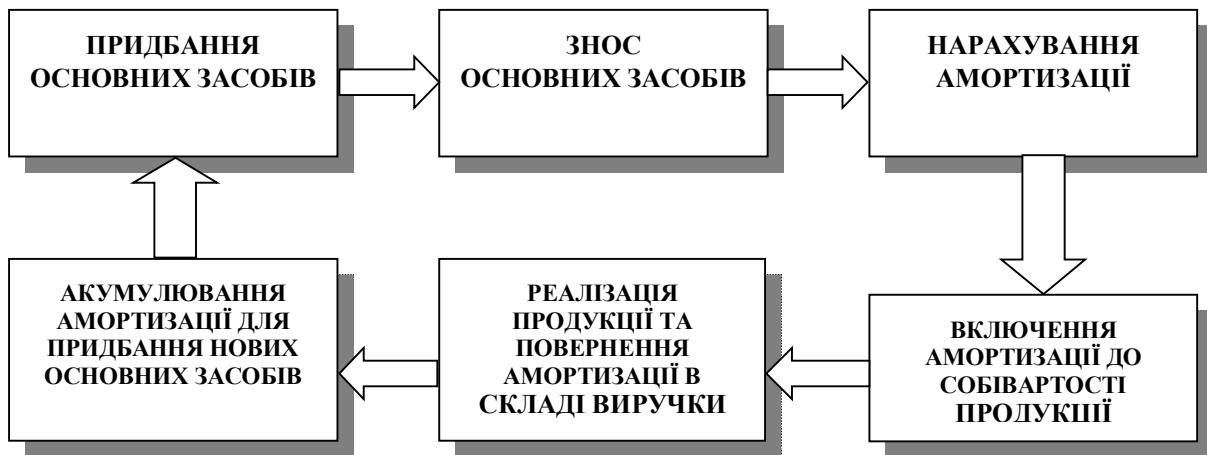 ПРИДБАННЯ
ОСНОВНИХ ЗАСОБІВ
ЗНОС
ОСНОВНИХ ЗАСОБІВ
НАРАХУВАННЯ
АМОРТИЗАЦІЇ
ВКЛЮЧЕННЯ
АМОРТИЗАЦІЇ ДО
СОБІВАРТОСТІ
ПРОДУКЦІЇ
РЕАЛІЗАЦІЯ
ПРОДУКЦІЇ ТА
ПОВЕРНЕННЯ
АМОРТИЗАЦІЇ В
СКЛАДІ ВИРУЧКИ
АКУМУЛЮВАННЯ
АМОРТИЗАЦІЇ ДЛЯ
ПРИДБАННЯ НОВИХ
ОСНОВНИХ ЗАСОБІВ